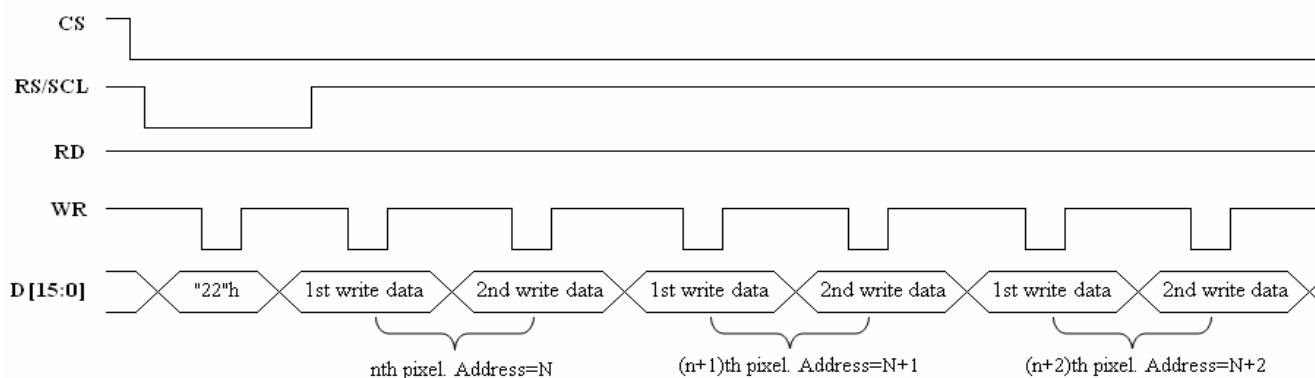 CS
RS/SCL
RD
WR
D[15:0] "22"h 1st write data 2nd write data 1st write data 2nd write data 1st write data 2nd write data
nth pixel. Address=N (n+1)th pixel. Address=N+1 (n+2)th pixel. Address=N+2